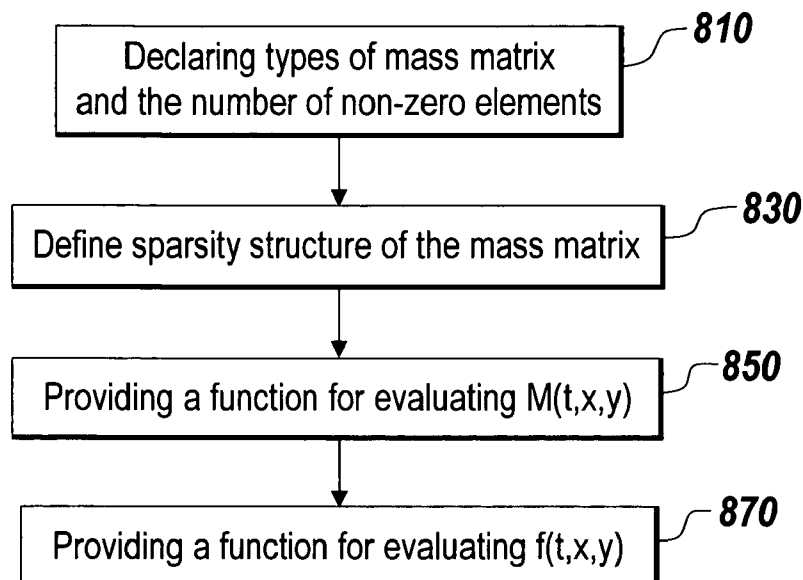 810
Declaring types of mass matrix
and the number of non-zero elements
830
Define sparsity structure of the mass matrix
850
Providing a function for evaluating M(t,x,y)
870
Providing a function for evaluating f(t,x,y)